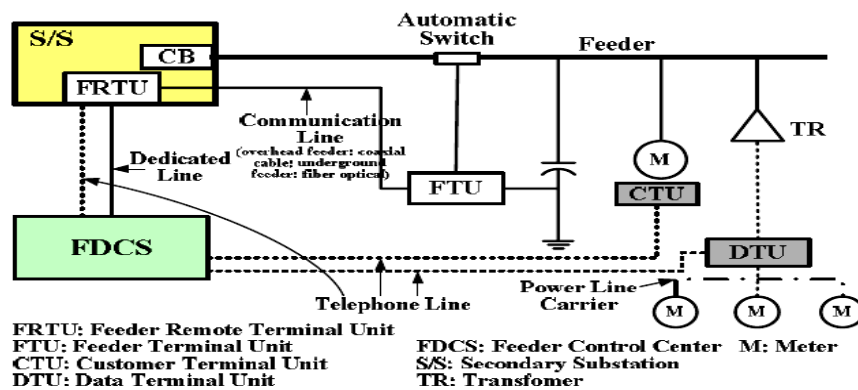 Automatic
Switch
S/S
CB
Feeder
FRTU
Communication
Line
(overhead feeder: coaxial
cable; underground
feeder: fiber optical)
TR
M
Dedicated
Line
FTU
CTU
FDCS
DTU
Telephone Line
Power Line
Carrier
M
M
M
FRTU: Feeder Remote Terminal Unit
FTU: Feeder Terminal Unit
CTU: Customer Terminal Unit
DTU: Data Terminal Unit
FDCS: Feeder Control Center M: Meter
S/S: Secondary Substation
TR: Transfomer